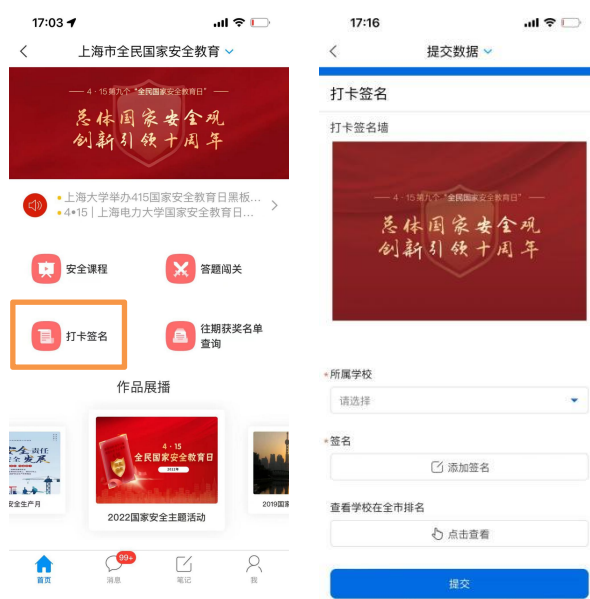 17:03
上海市全民国家安全教育
4·15第九个“全民国家安全教育日”
总体国家安全观
创新引领十周年
上海大学举办415国家安全教育日黑板...
4•15 | 上海电力大学国家安全教育日...
安全课程
答题闯关
打卡签名
往期获奖名单
查询
作品展播
安全责任
安全发展
安全生产月
4·15
全民国家安全教育日
2022年
2022国家安全主题活动
2019国家
首页
99+
消息
笔记
我
17:16
提交数据
打卡签名
打卡签名墙
4·15第九个“全民国家安全教育日”
总体国家安全观
创新引领十周年
*所属学校
请选择
*签名
添加签名
查看学校在全市排名
点击查看
提交